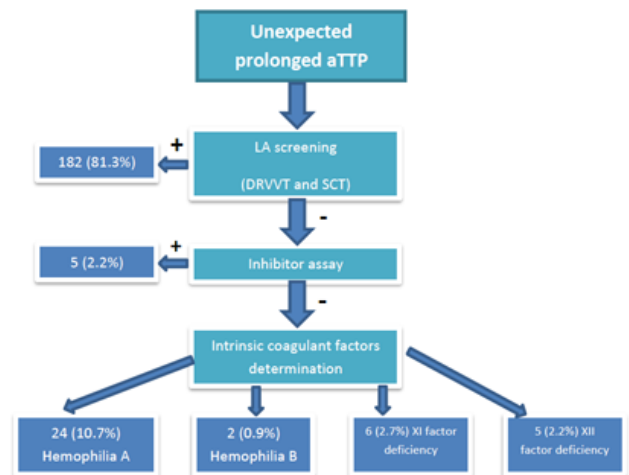 Unexpected
prolonged aTTP
+
182 (81.3%)
LA screening
(DRVVT and SCT)
-
+
5 (2.2%)
Inhibitor assay
-
Intrinsic coagulant factors
determination
24 (10.7%)
Hemophilia A
2 (0.9%)
Hemophilia B
6 (2.7%) XI factor
deficiency
5 (2.2%) XII
factor deficiency